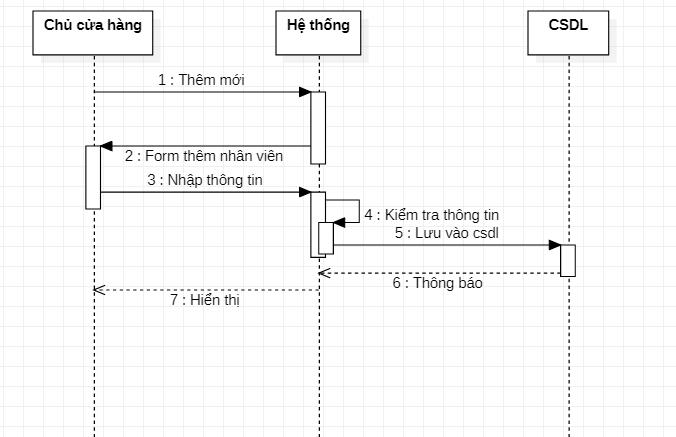 Chủ cửa hàng
Hệ thống
CSDL
1 : Thêm mới
2 : Form thêm nhân viên
3 : Nhập thông tin
4 : Kiểm tra thông tin
5 : Lưu vào csdl
6 : Thông báo
7 : Hiển thị